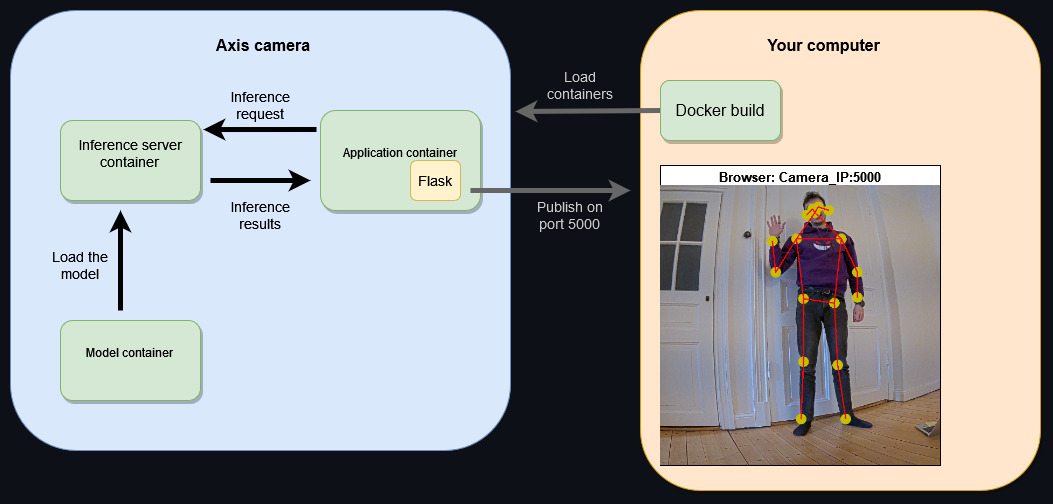 Axis camera
Your computer
Load
containers
Docker build
Inference
request
Inference server
container
Application container
Flask
Inference
results
Publish on
port 5000
Browser: Camera_IP:5000
Load the
model
Model container